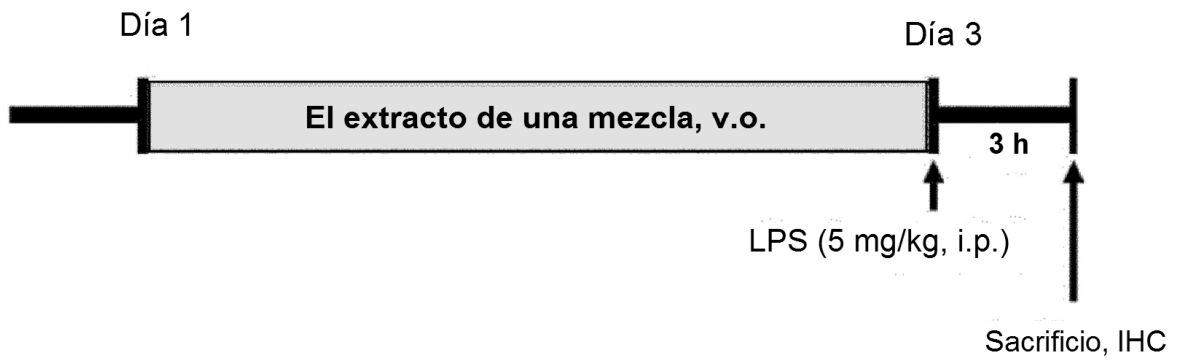 Día 1
Día 3
El extracto de una mezcla, v.o.
3 h
LPS (5 mg/kg, i.p.)
Sacrificio, IHC